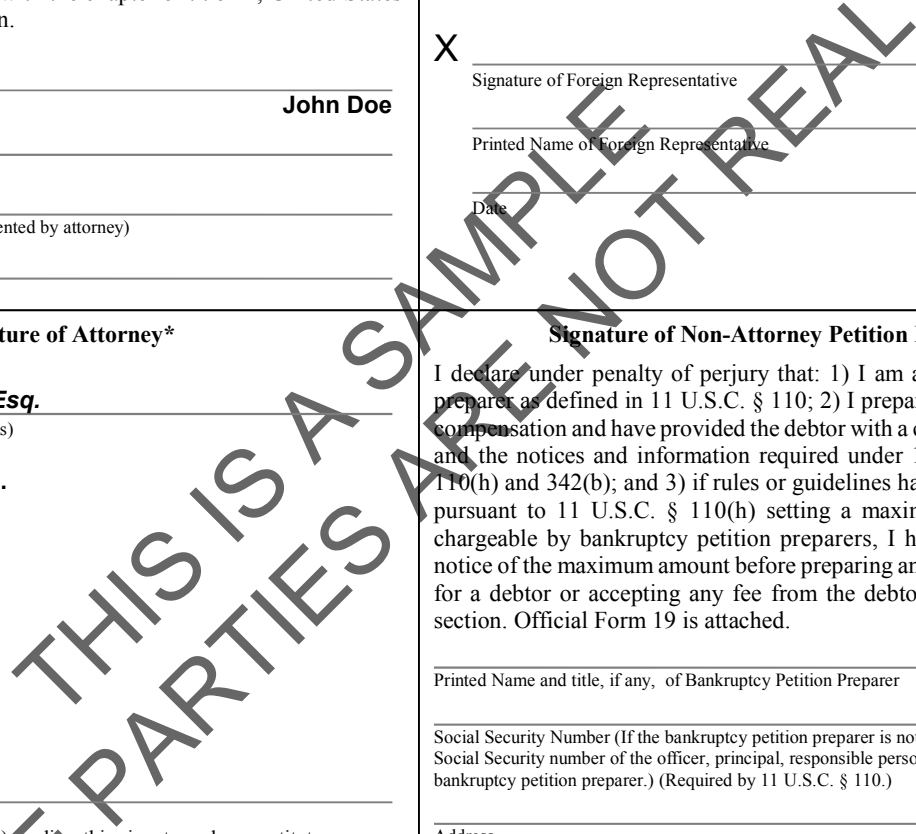 n.
John Doe
ented by attorney)
ture of Attorney*
Esq.
s)
.
X
Signature of Foreign Representative
Printed Name of Foreign Representative
Date
Signature of Non-Attorney Petition
I declare under penalty of perjury that: 1) I am a
preparer as defined in 11 U.S.C. § 110; 2) I prepar
compensation and have provided the debtor with a
and the notices and information required under
110(h) and 342(b); and 3) if rules or guidelines ha
pursuant to 11 U.S.C. § 110(h) setting a maxim
chargeable by bankruptcy petition preparers, I h
notice of the maximum amount before preparing an
for a debtor or accepting any fee from the debto
section. Official Form 19 is attached.
Printed Name and title, if any, of Bankruptcy Petition Preparer
Social Security Number (If the bankruptcy petition preparer is no
Social Security number of the officer, principal, responsible perso
bankruptcy petition preparer.) (Required by 11 U.S.C. § 110.)
THIS IS A SAMPLE
E PARTIES ARE NOT REAL